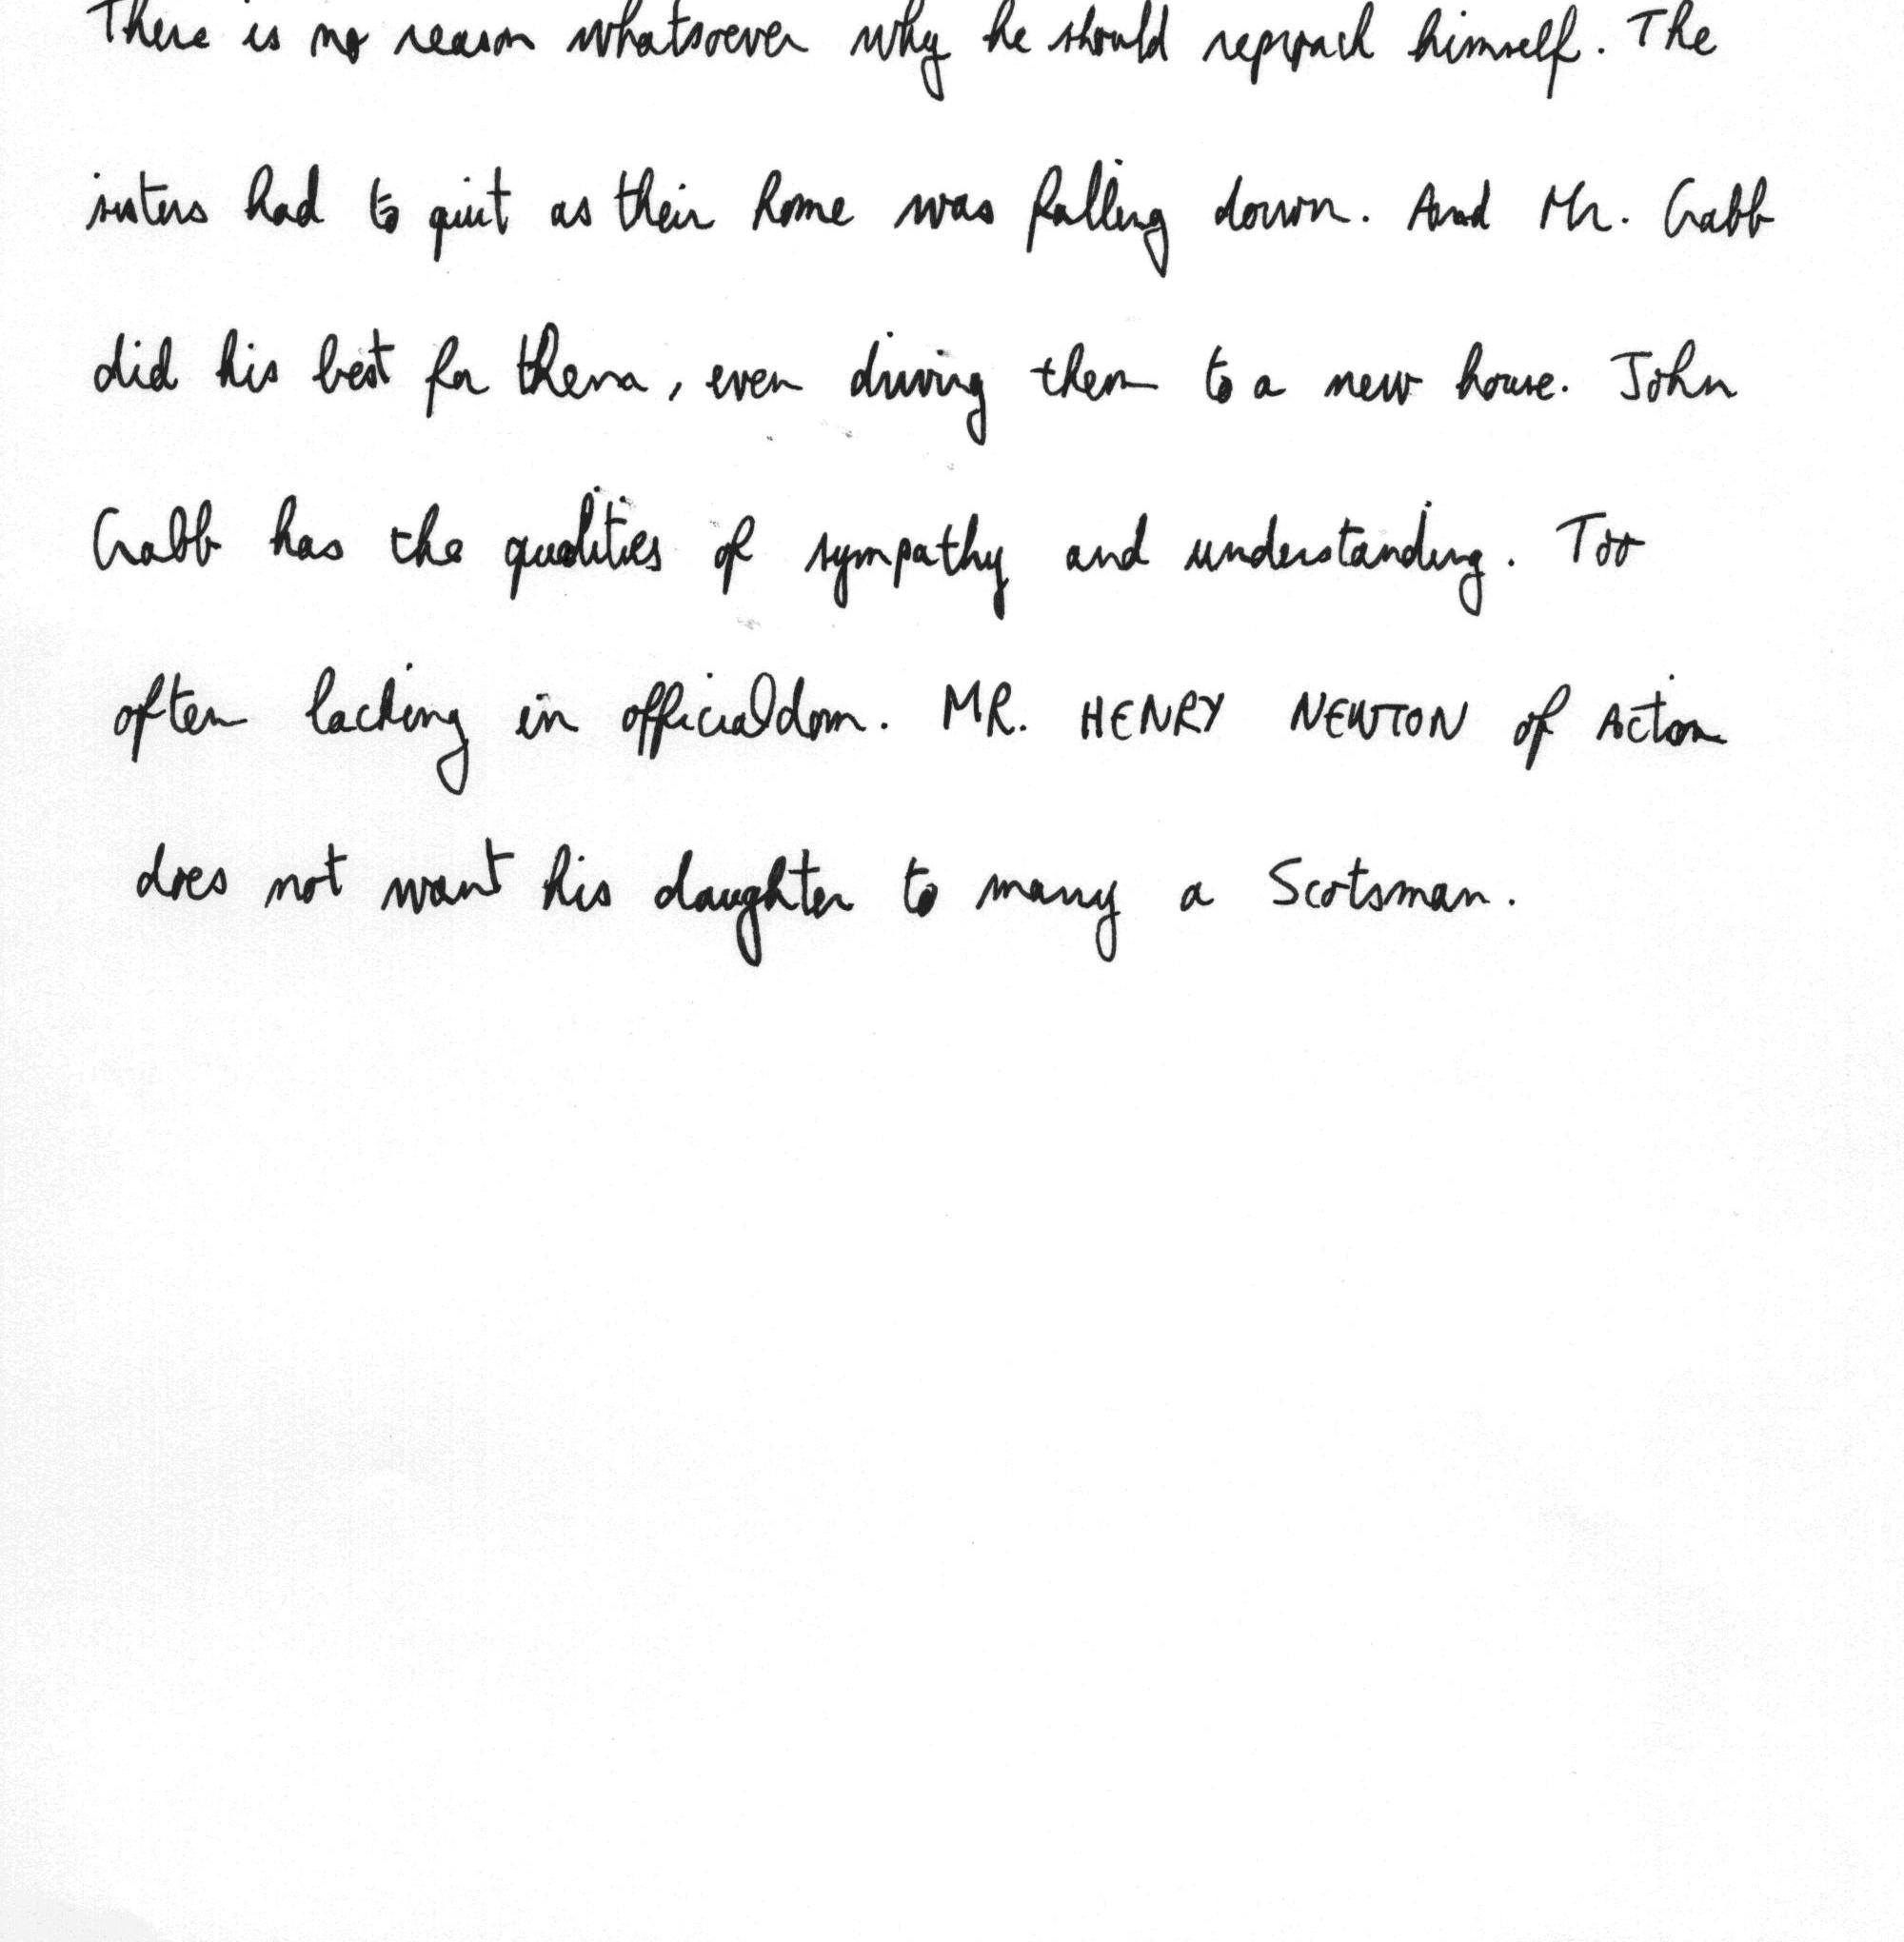 There is no reason whatsoever why he should reproach himself. The
sisters had to quit as their home was falling down. And Mr. Crabb
did his best for them, even driving them to a new house. John
Crabb has the qualities of sympathy and understanding. Too
often lacking in officialdom. MR. HENRY NEWTON of Acton
does not want his daughter to marry a Scotsman.